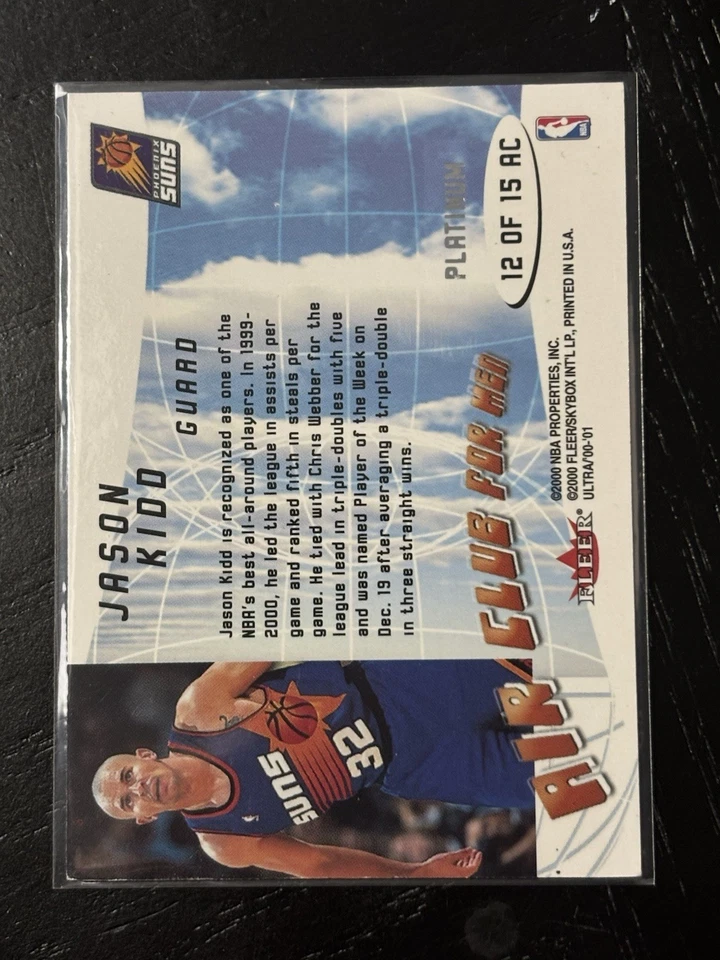 JASON
KIDD
GUARD
PHOENIX
SUNS
Jason Kidd is recognized as one of the
NBA's best all-around players. In 1999-
2000, he led the league in assists per
game and ranked fifth in steals per
game. He tied with Chris Webber for the
league lead in triple-doubles with five
and was named Player of the Week on
Dec. 19 after averaging a triple-double
in three straight wins.
PLATINUM
12 OF 15 AC
AIR CLUB FOR MEN
SUNS
32
FLEER®
©2000 NBA PROPERTIES, INC.
©2000 FLEER/SKYBOX INT'L LP., PRINTED IN U.S.A.
ULTRA/'00-'01
NBA